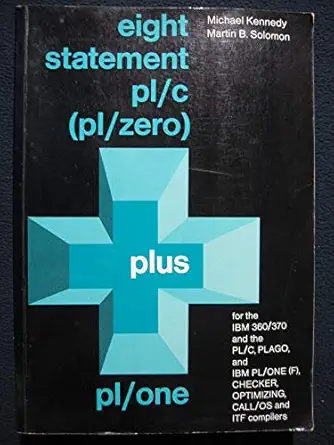 Michael Kennedy
Martin B. Solomon
eight
statement
pl/c
(pl/zero)
plus
pl/one
for the
IBM 360/370
and the
PL/C, PLAGO,
and
IBM PL/ONE (F),
CHECKER,
OPTIMIZING,
CALL/OS and
ITF compilers